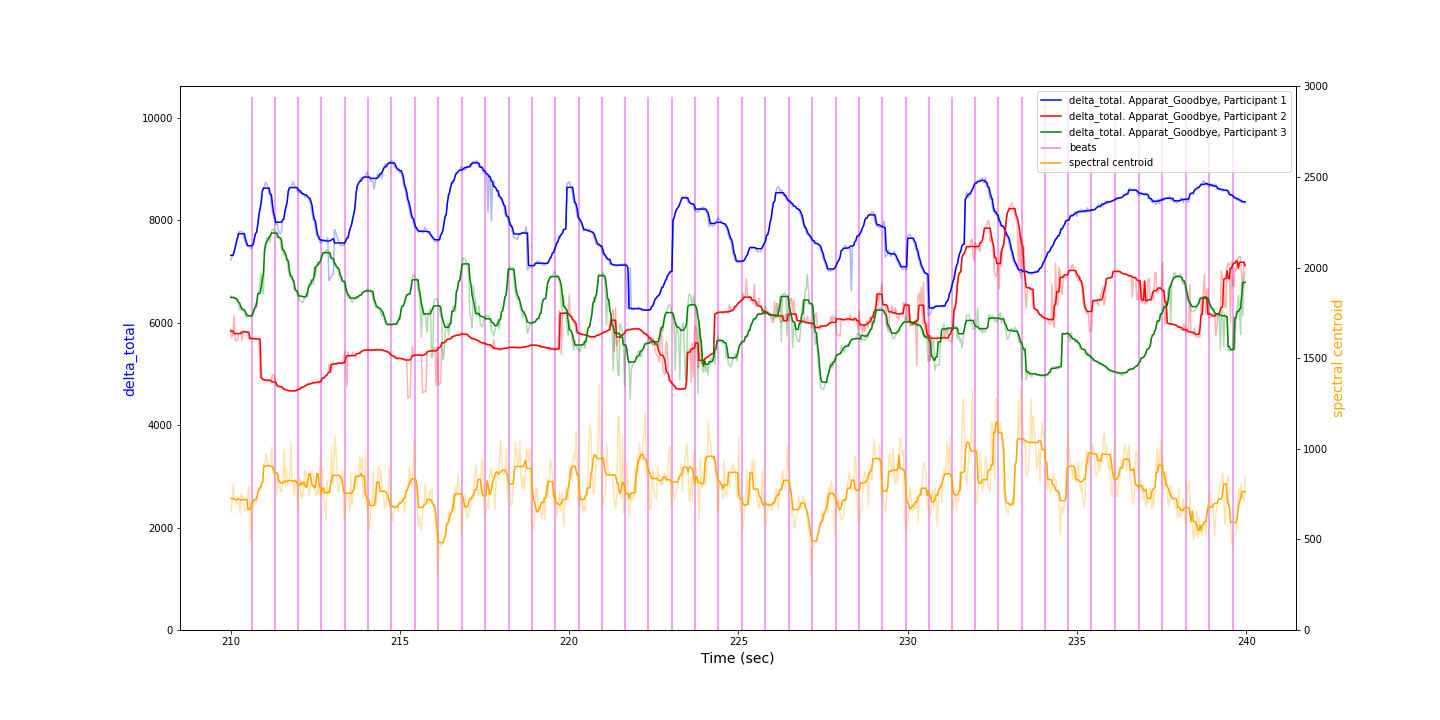 delta_total. Apparat_Goodbye, Participant 1
delta_total. Apparat_Goodbye, Participant 2
delta_total. Apparat_Goodbye, Participant 3
beats
spectral centroid
delta_total
10000
8000
6000
4000
2000
0
3000
2500
2000
1500
1000
500
0
spectral centroid
210 215 220 225 230 235 240
Time (sec)